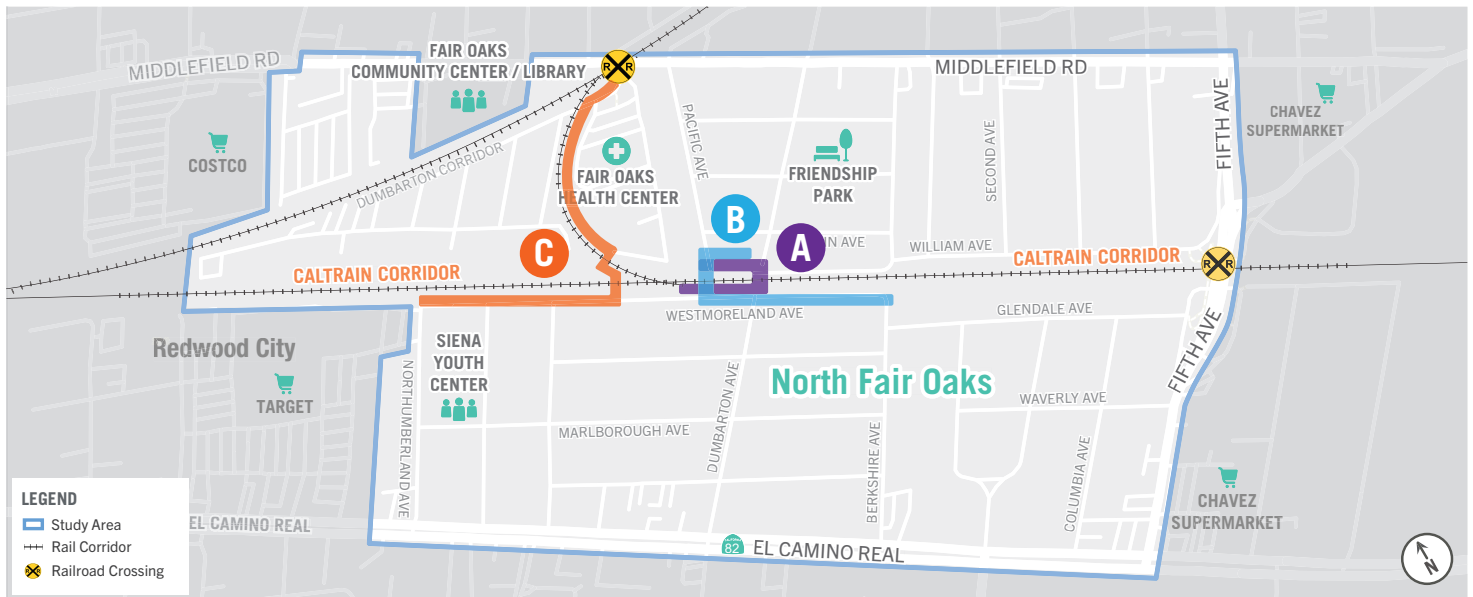 MIDDLEFIELD RD
FAIR OAKS
COMMUNITY CENTER / LIBRARY
R R
MIDDLEFIELD RD
FIFTH AVE
CHAVEZ
SUPERMARKET
COSTCO
DUMBARTON CORRIDOR
FAIR OAKS
HEALTH CENTER
PACIFIC AVE
FRIENDSHIP
PARK
SECOND AVE
B
A
C
IN AVE
WILLIAM AVE
CALTRAIN CORRIDOR
CALTRAIN CORRIDOR
R R
WESTMORELAND AVE
GLENDALE AVE
Redwood City
SIENA
YOUTH
CENTER
TARGET
NORTHUMBERLAND AVE
North Fair Oaks
DUMBARTON AVE
MARLBOROUGH AVE
BERKSHIRE AVE
WAVERLY AVE
COLUMBIA AVE
FIFTH AVE
CHAVEZ
SUPERMARKET
EL CAMINO REAL
82
EL CAMINO REAL
LEGEND
Study Area
Rail Corridor
R R
Railroad Crossing
N